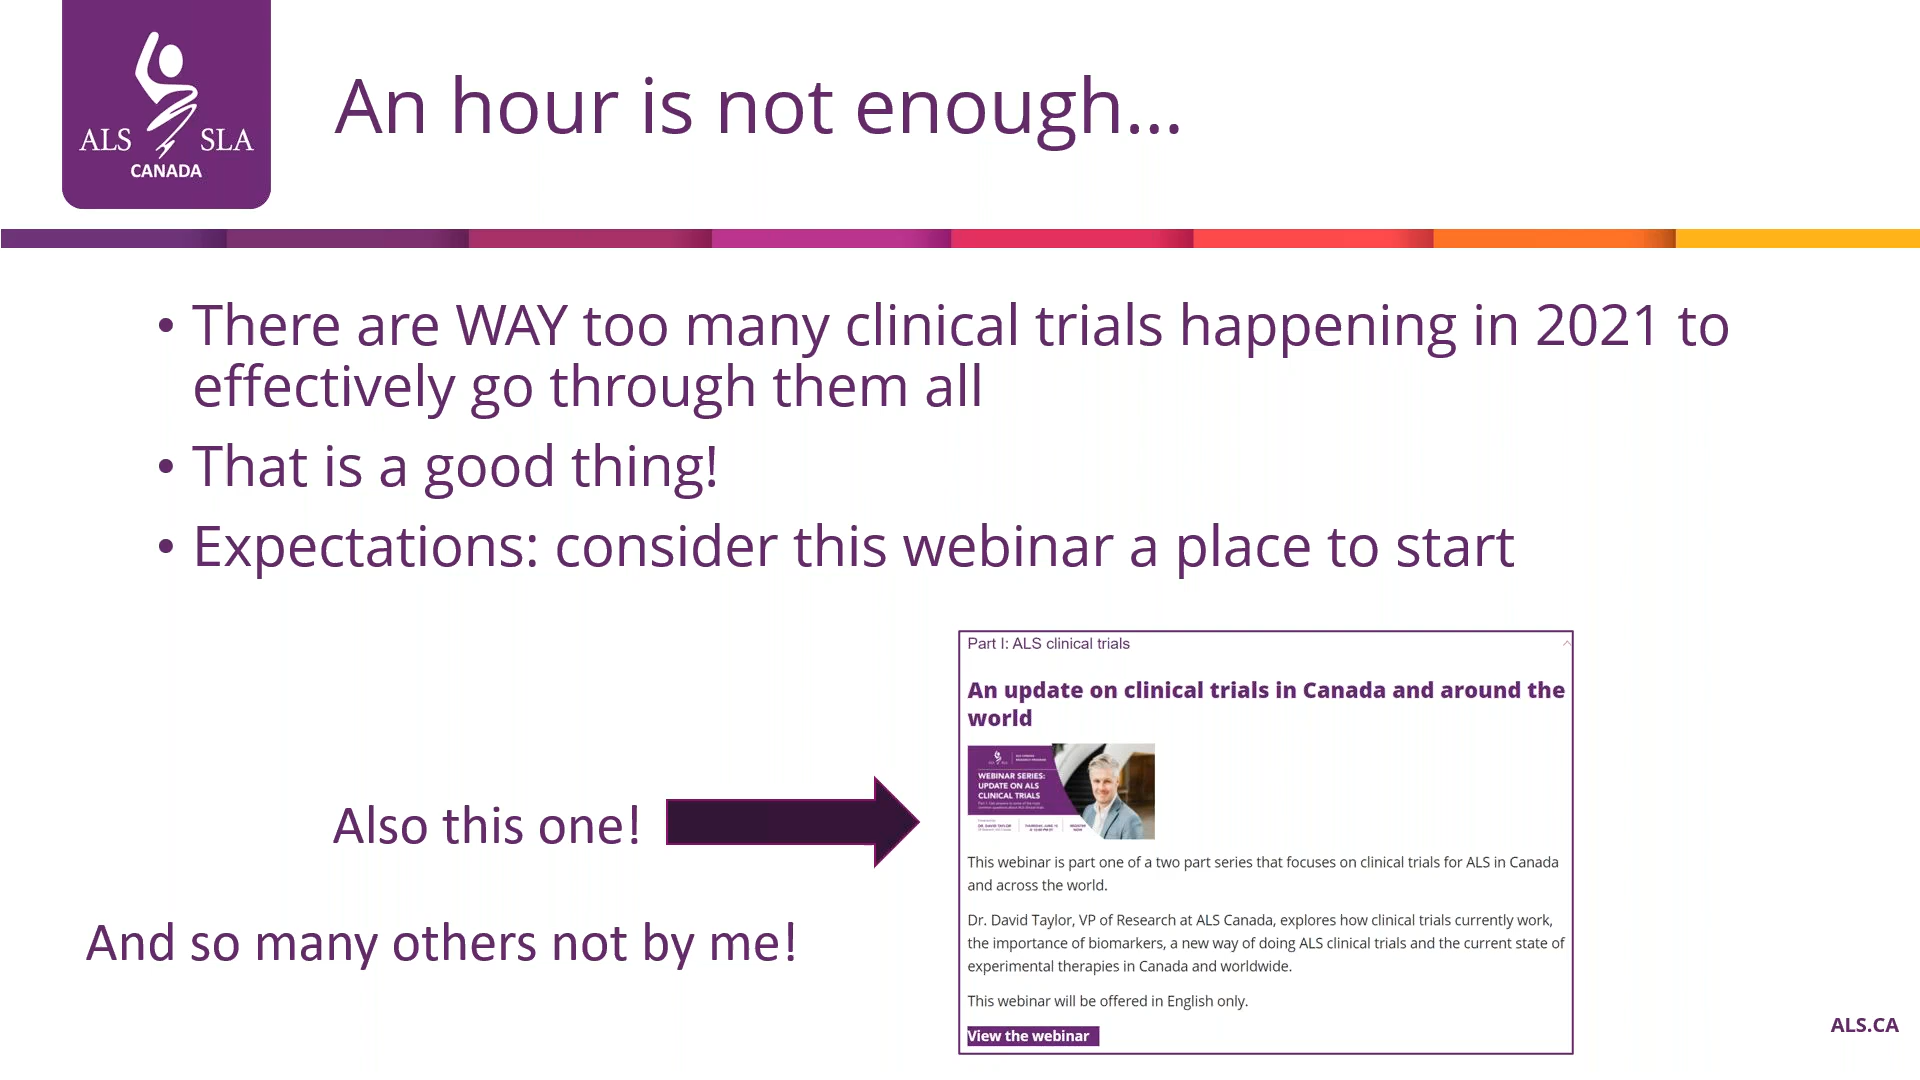 ALS SLA
CANADA
An hour is not enough...
• There are WAY too many clinical trials happening in 2021 to
effectively go through them all
• That is a good thing!
• Expectations: consider this webinar a place to start
Also this one!
And so many others not by me!
Part I: ALS clinical trials
An update on clinical trials in Canada and around the
world
ALS SLA
WEBINAR SERIES:
UPDATE ON ALS
CLINICAL TRIALS
DR. DAVID TAYLOR
This webinar is part one of a two part series that focuses on clinical trials for ALS in Canada
and across the world.
Dr. David Taylor, VP of Research at ALS Canada, explores how clinical trials currently work,
the importance of biomarkers, a new way of doing ALS clinical trials and the current state of
experimental therapies in Canada and worldwide.
This webinar will be offered in English only.
View the webinar
ALS.CA